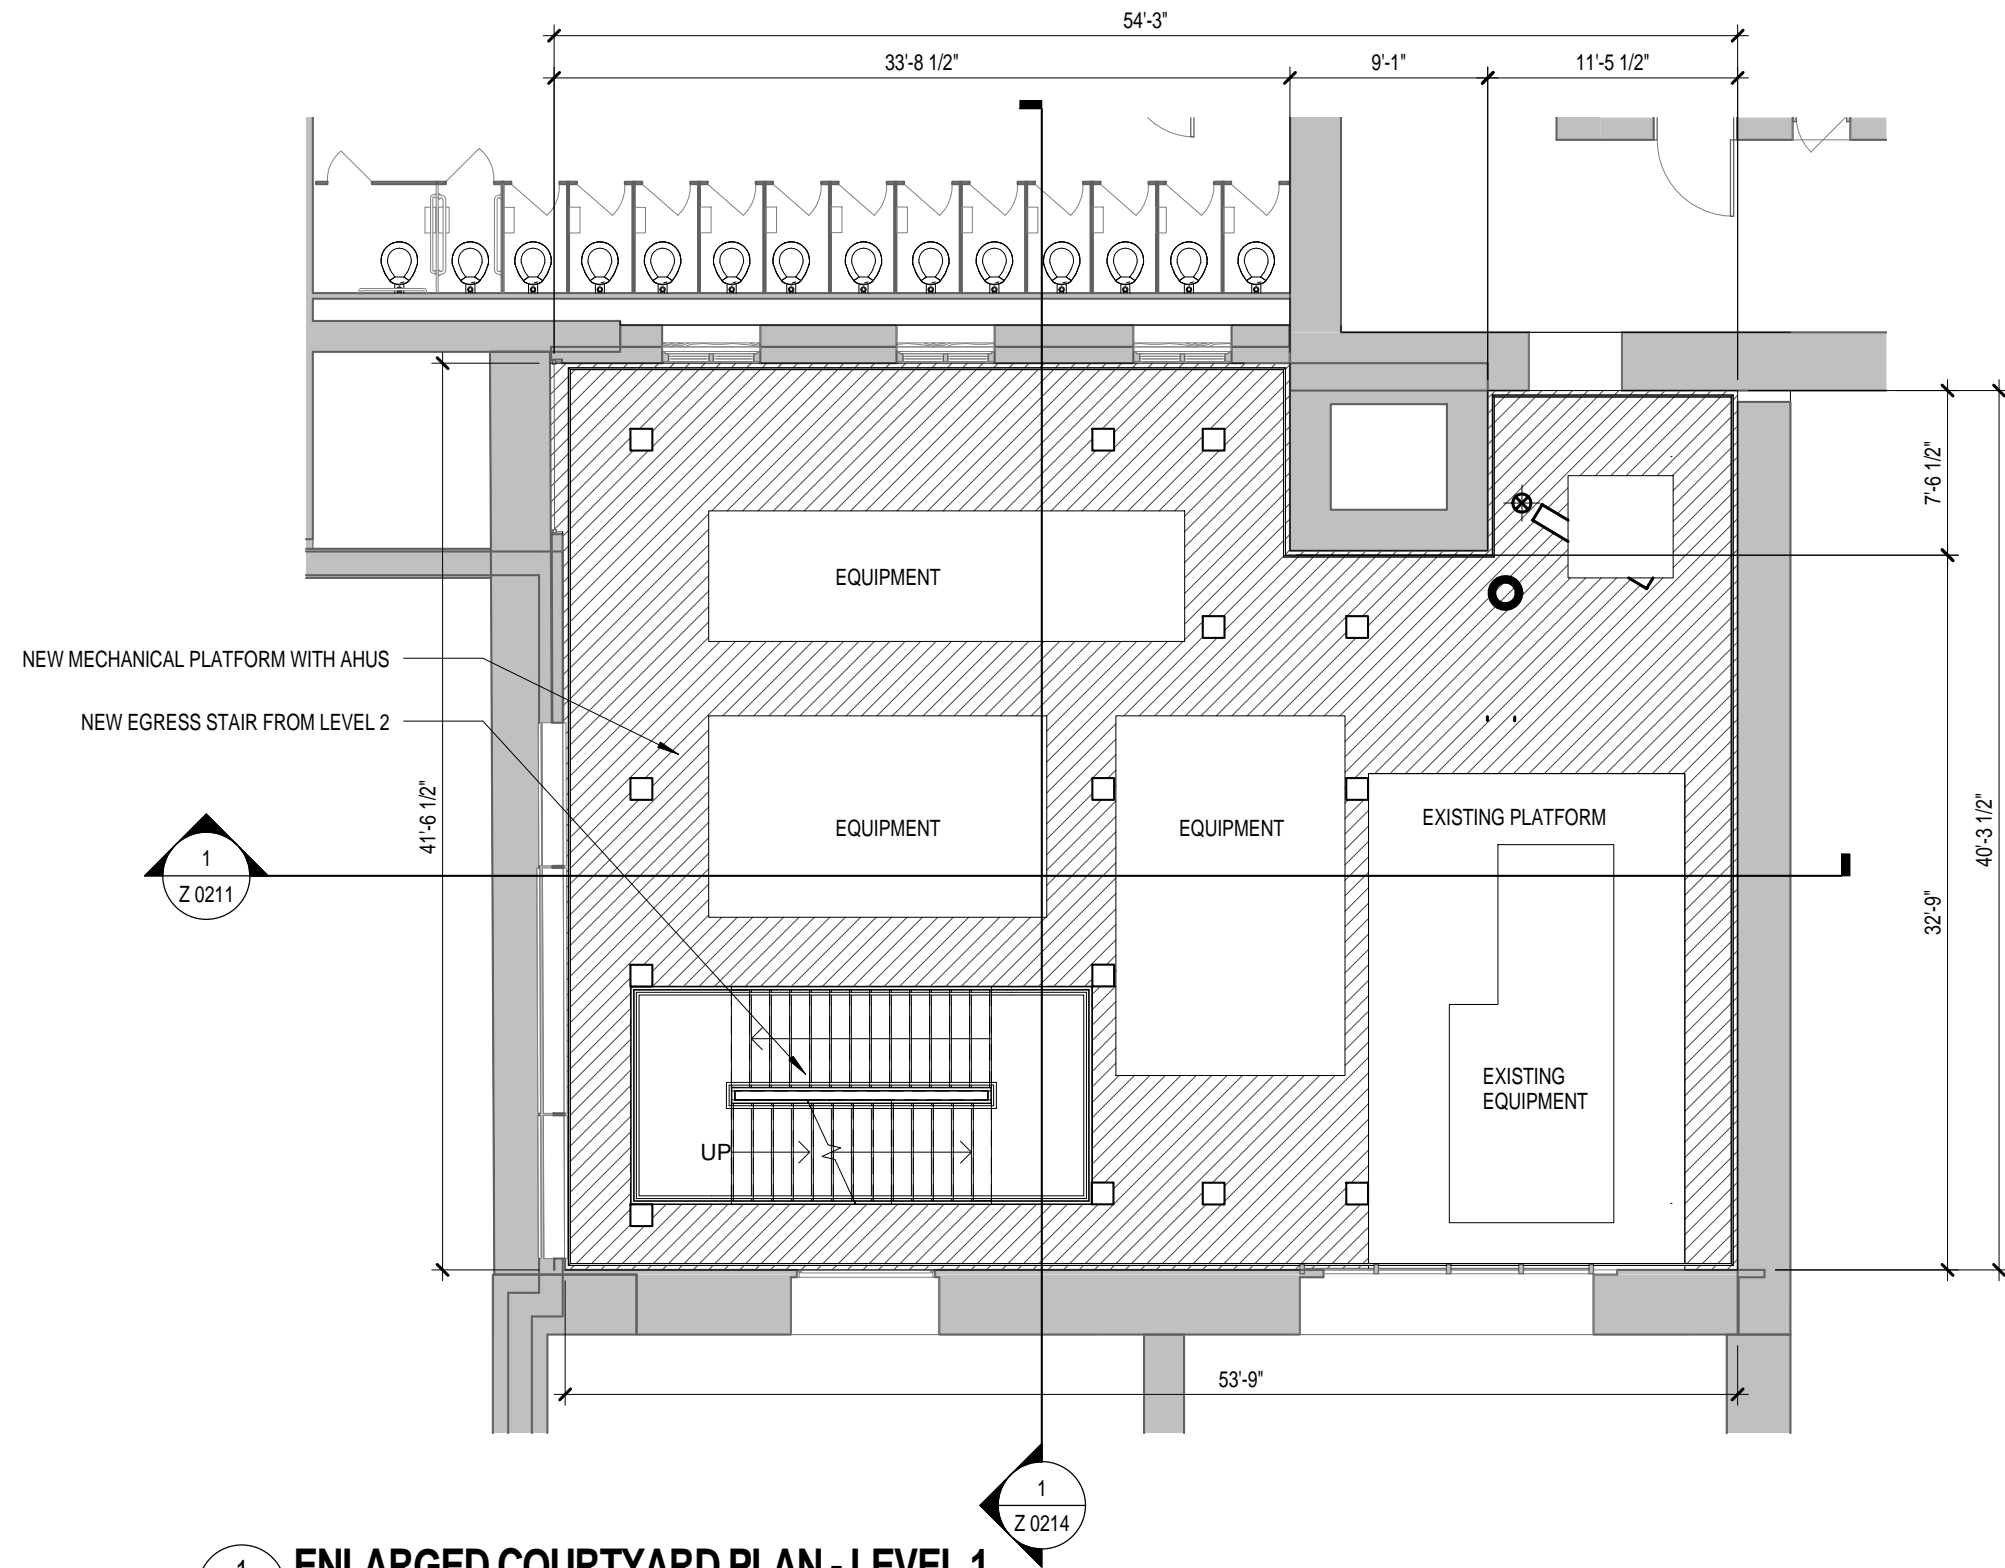 54'-3"
33'-8 1/2"
9'-1"
11'-5 1/2"
7'-6 1/2"
EQUIPMENT
NEW MECHANICAL PLATFORM WITH AHUS
NEW EGRESS STAIR FROM LEVEL 2
41'-6 1/2"
EQUIPMENT
EQUIPMENT
EXISTING PLATFORM
40'-3 1/2"
32'-9"
1
Z 0211
EXISTING
EQUIPMENT
UP
53'-9"
1
Z 0214
1
ENLARGED COURTYARD PLAN - LEVEL 1